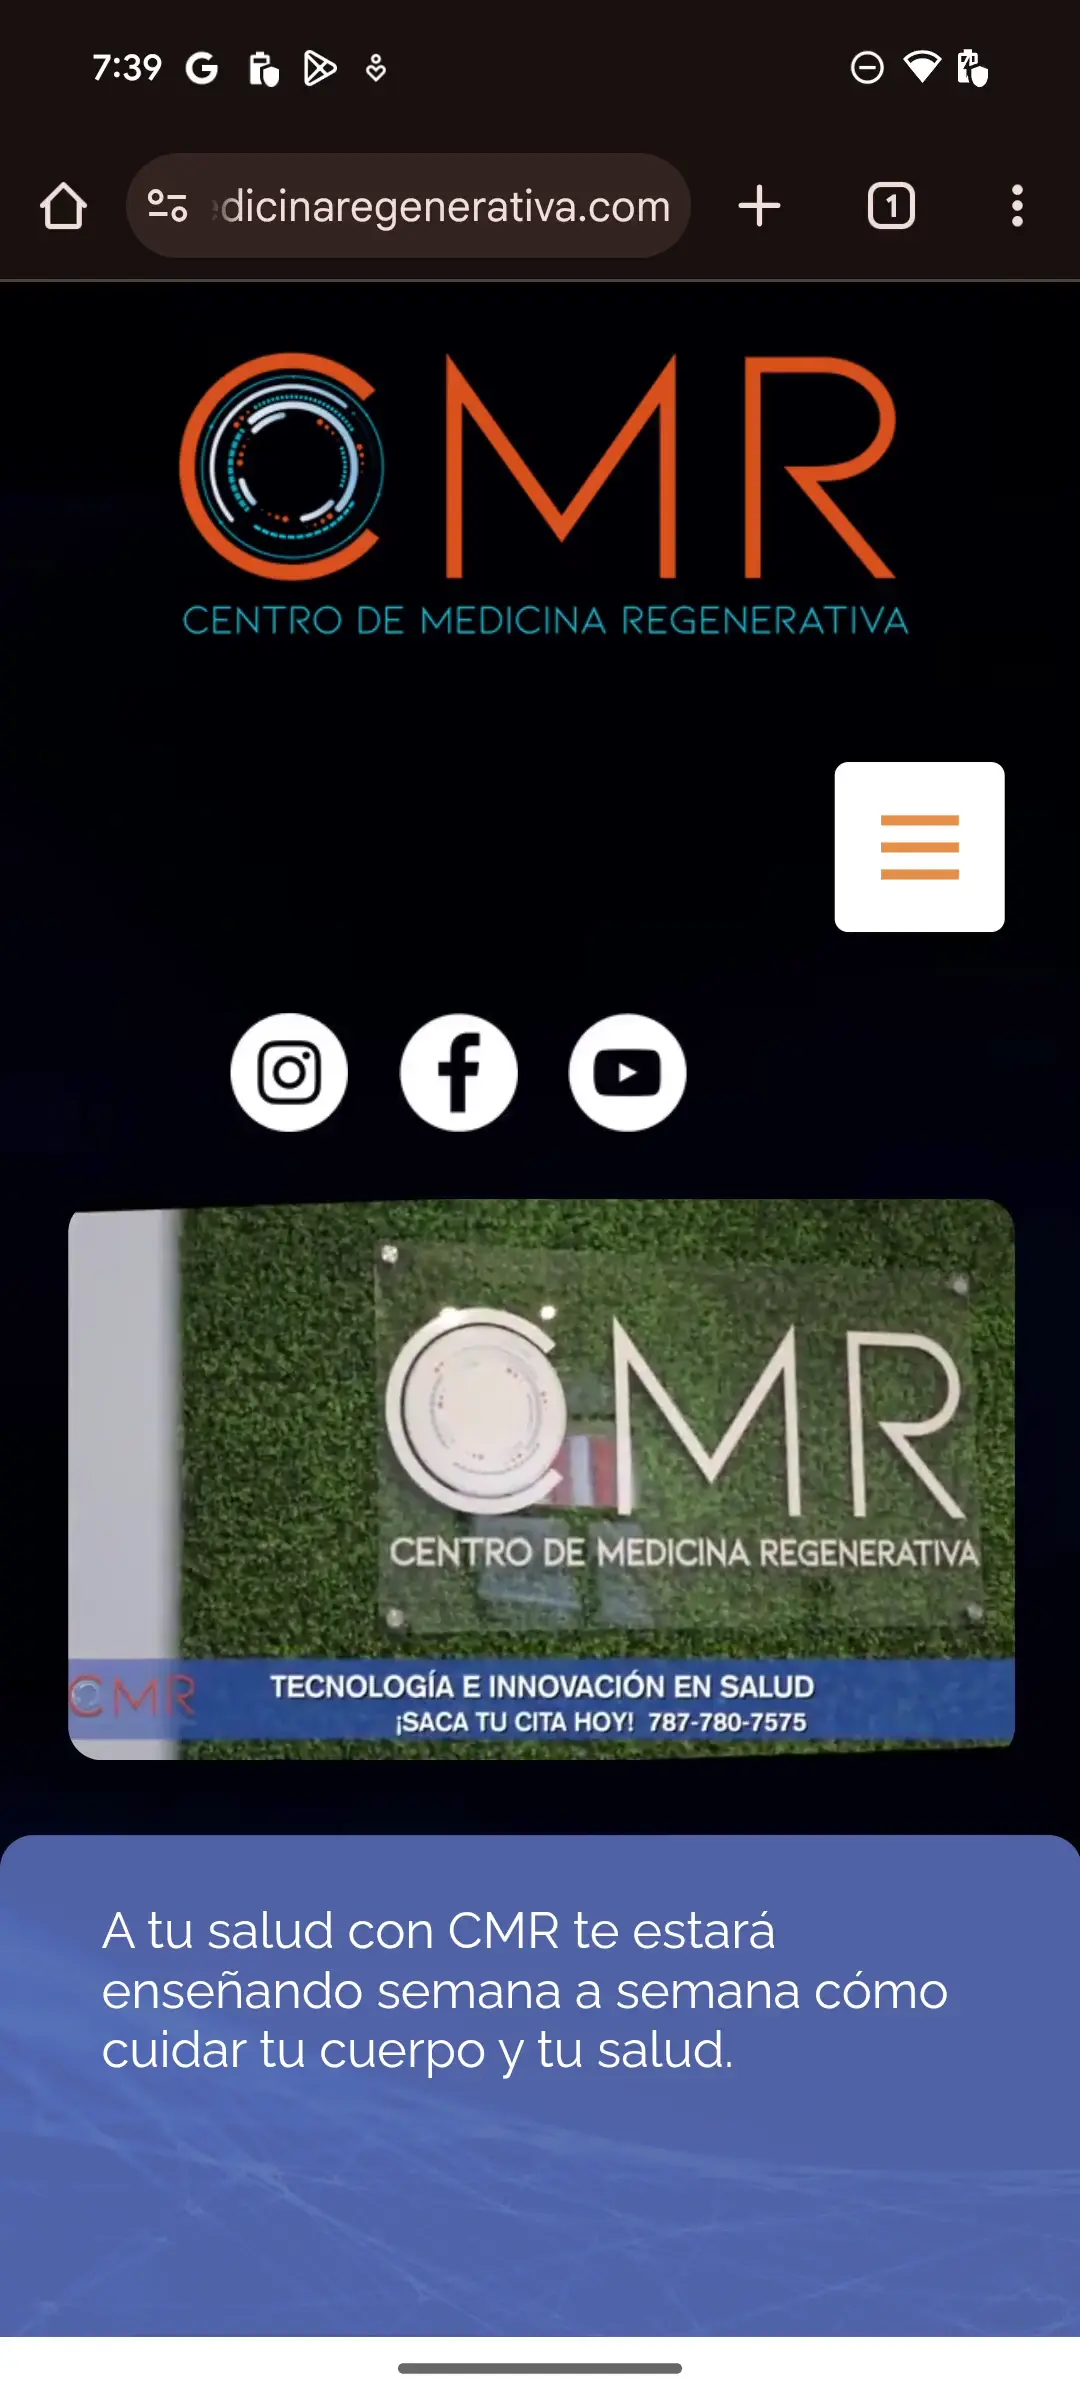 7:39
dicinaregenerativa.com
1
CMR
CENTRO DE MEDICINA REGENERATIVA
CMR
CENTRO DE MEDICINA REGENERATIVA
CMR
TECNOLOGÍA E INNOVACIÓN EN SALUD
¡SACA TU CITA HOY! 787-780-7575
A tu salud con CMR te estará
enseñando semana a semana cómo
cuidar tu cuerpo y tu salud.